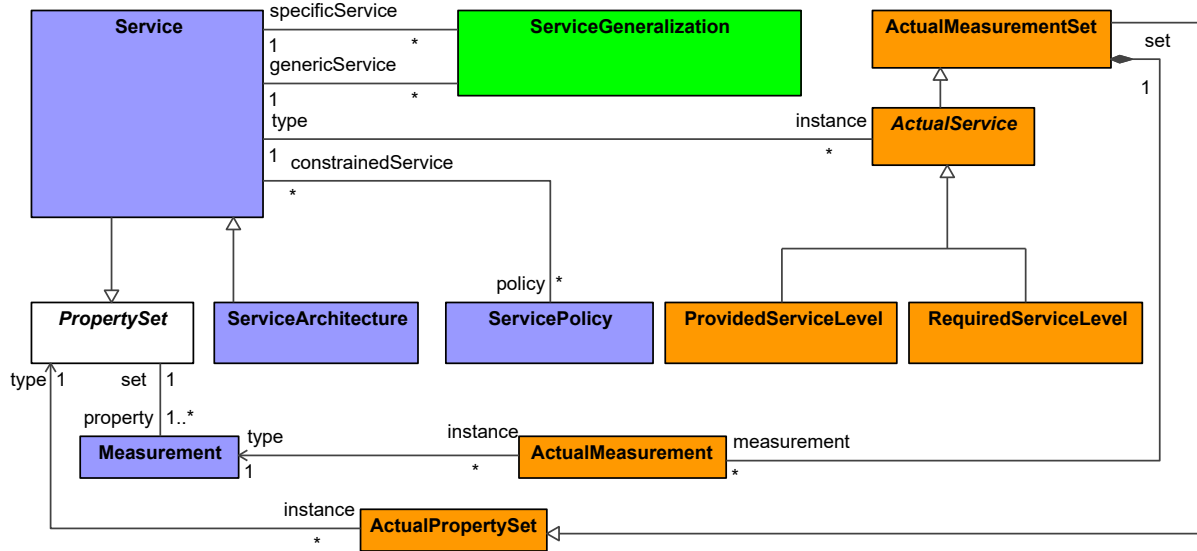 specificService
Service
ServiceGeneralization
ActualMeasurementSet
1
*
set
genericService
1
1
*
type
instance
ActualService
1
*
constrainedService
*
policy
*
PropertySet
ServiceArchitecture
ServicePolicy
ProvidedServiceLevel
RequiredServiceLevel
type
1
set
1
property
1..*
type
instance
measurement
Measurement
ActualMeasurement
1
*
*
instance
ActualPropertySet
*